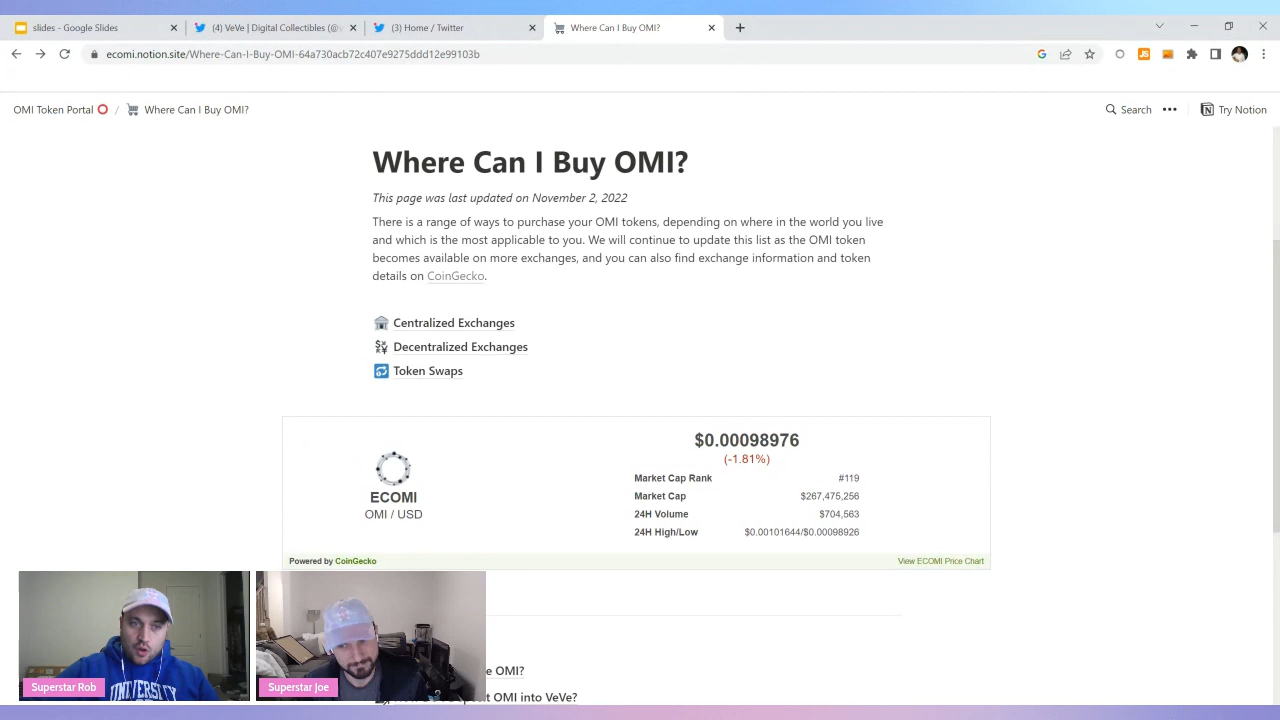 slides - Google Slides
(4) VeVe | Digital Collectibles (@v
(3) Home / Twitter
Where Can I Buy OMI?
ecomi.notion.site/Where-Can-I-Buy-OMI-64a730acb72c407e9275ddd12e99103b
OMI Token Portal / Where Can I Buy OMI?
Search
Try Notion
Where Can I Buy OMI?
This page was last updated on November 2, 2022
There is a range of ways to purchase your OMI tokens, depending on where in the world you live
and which is the most applicable to you. We will continue to update this list as the OMI token
becomes available on more exchanges, and you can also find exchange information and token
details on CoinGecko.
Centralized Exchanges
Decentralized Exchanges
Token Swaps
$0.00098976
(-1.81%)
ECOMI
OMI / USD
Market Cap Rank #119
Market Cap $267,475,256
24H Volume $704,563
24H High/Low $0.00101644/$0.00098926
Powered by CoinGecko
View ECOMI Price Chart
OMI?
OMI into VeVe?
Superstar Rob
Superstar Joe
UNIVERSITY